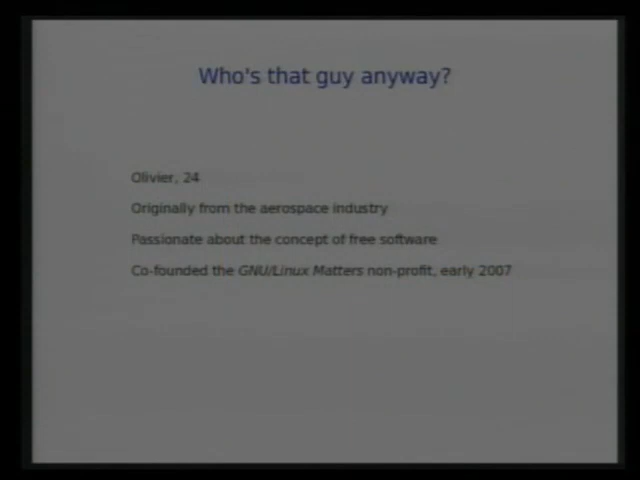 Who's that guy anyway?
Olivier, 24
Originally from the aerospace industry
Passionate about the concept of free software
Co-founded the GNU/Linux Matters non-profit, early 2007